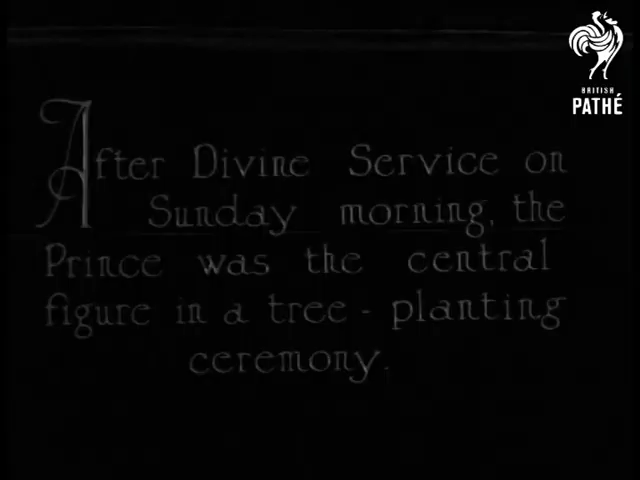 BRITISH
PATHÉ
After Divine Service on
Sunday morning, the
Prince was the central
figure in a tree - planting
ceremony.